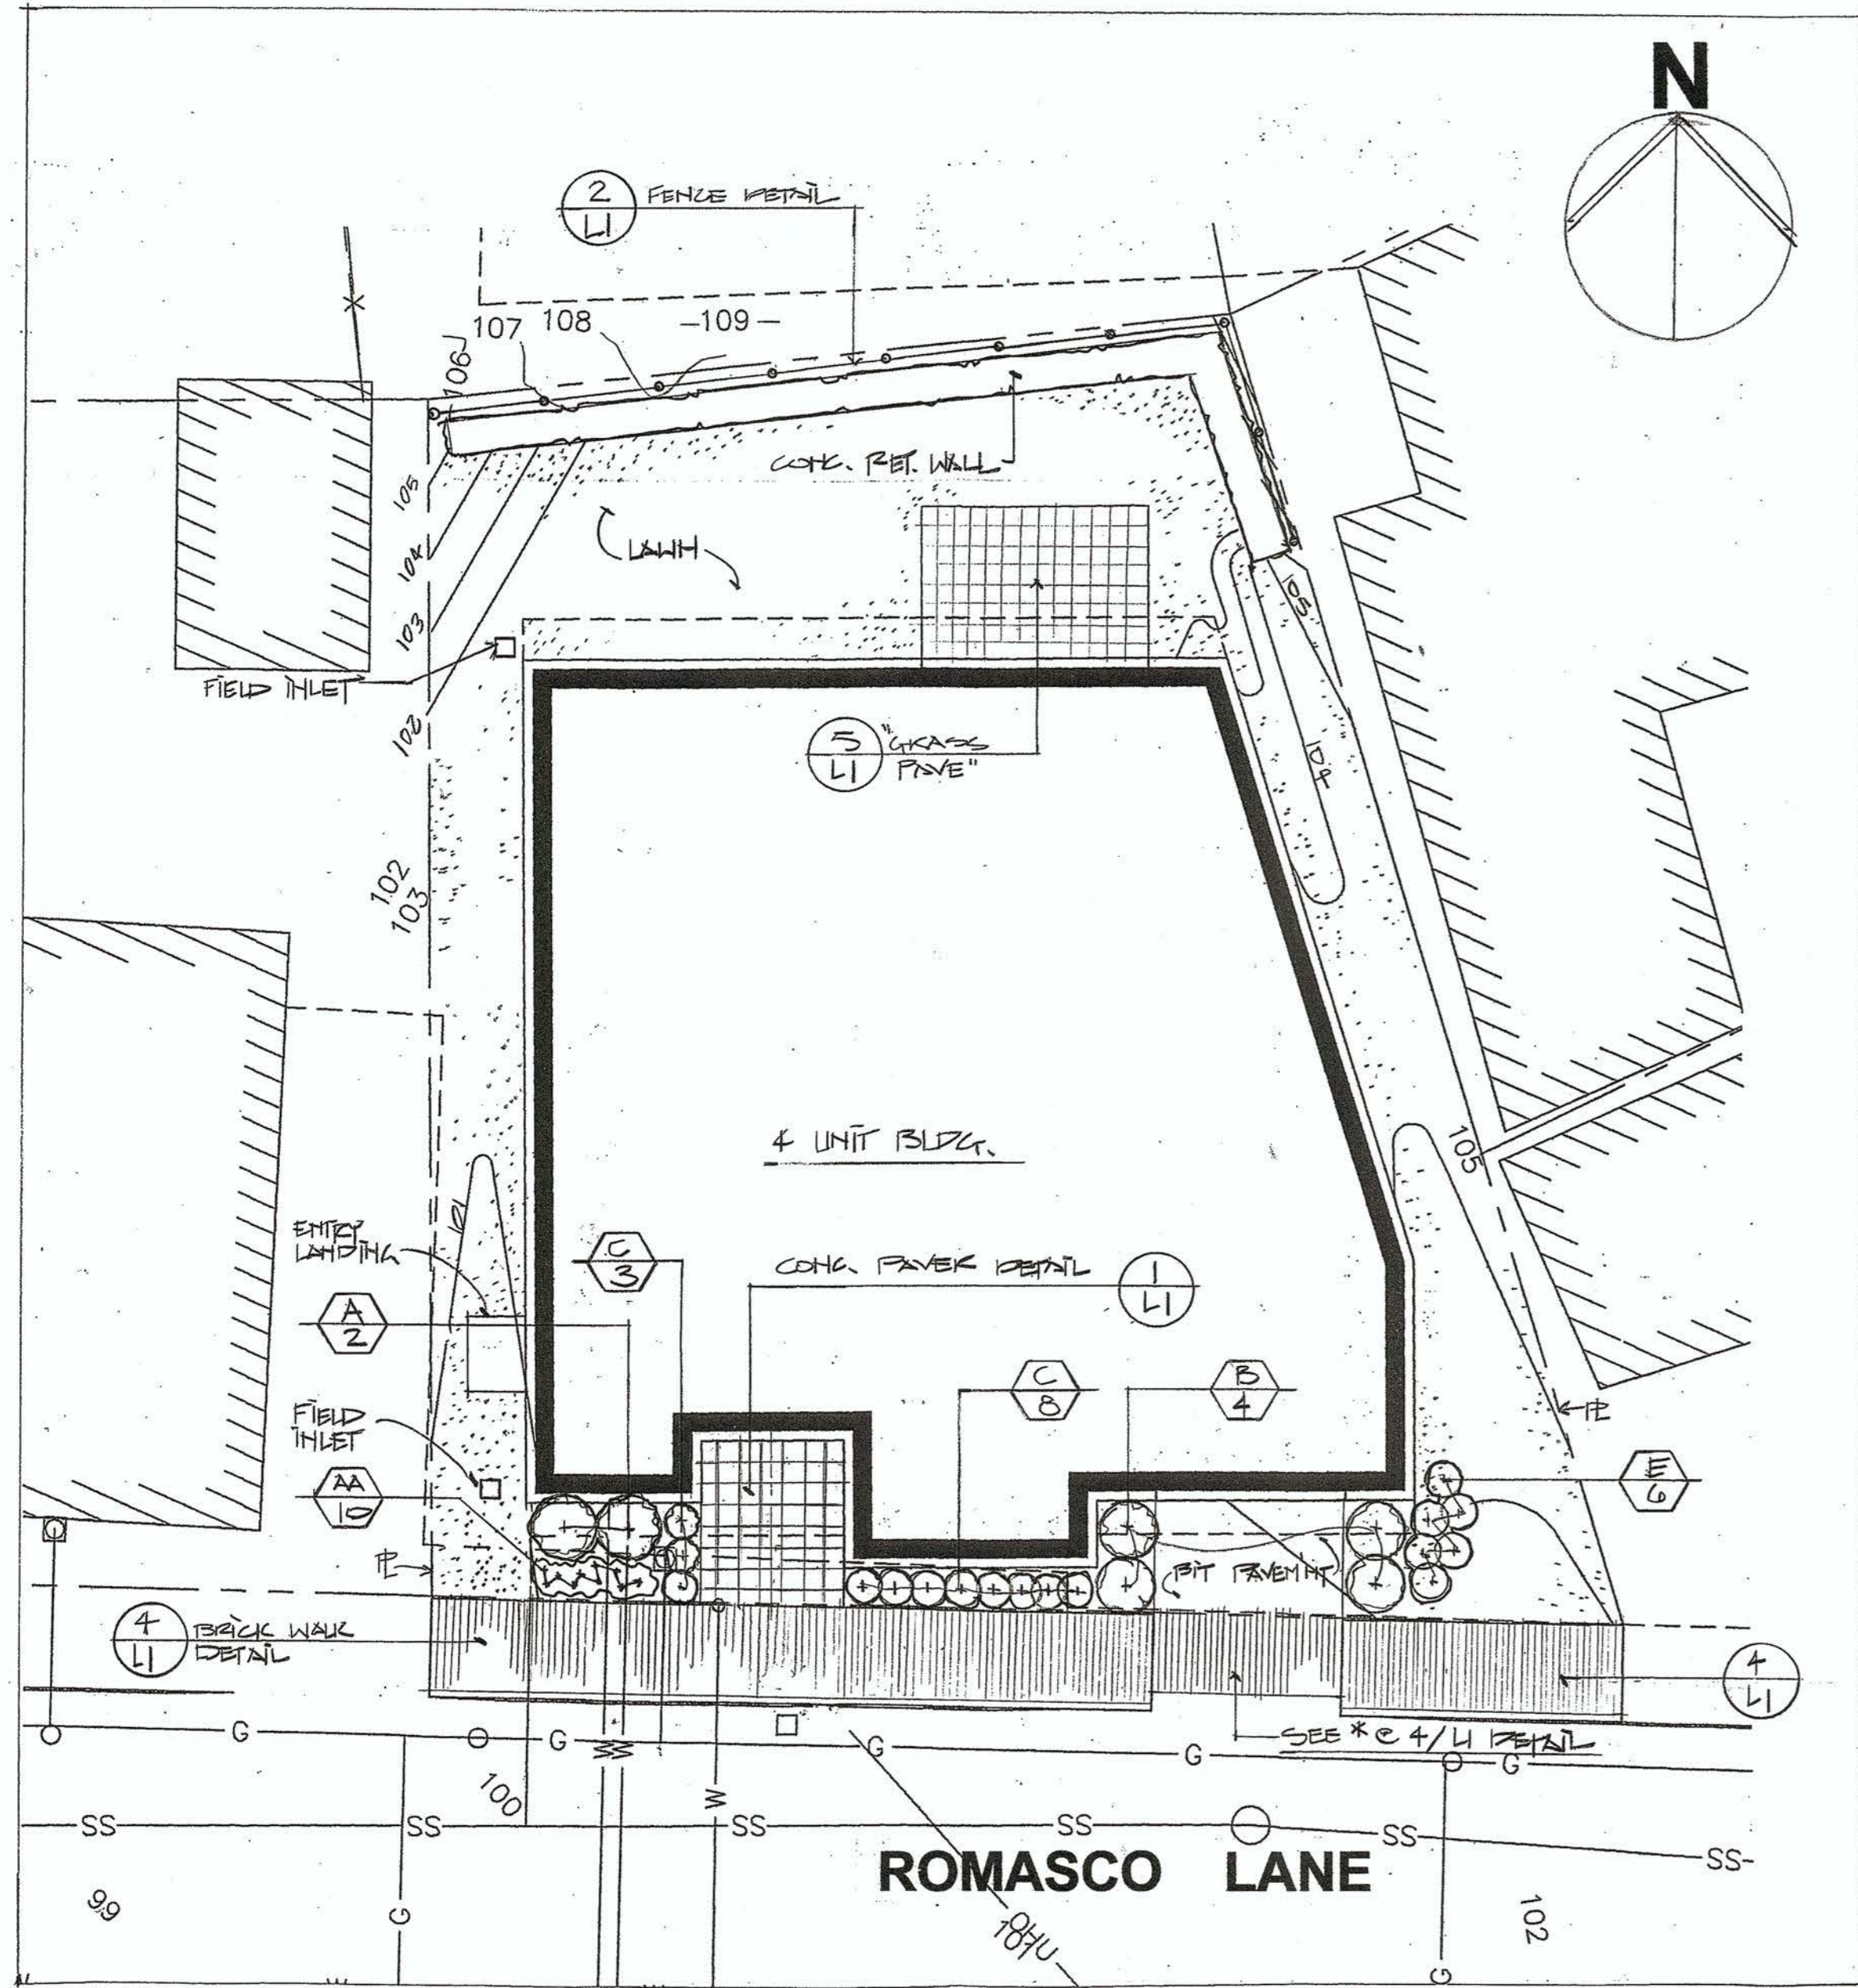 N
2
L1
FENCE DETAIL
106
107
108
-109-
CONC. RET. WALL
105
104
103
102
LAWN
FIELD INLET
105
5
L1
"GRASS
PAVE"
104
102
103
4 UNIT BLDG.
105
101
ENTRY
LANDING
C
3
CONC. PAVER DETAIL
1
L1
A
2
C
8
B
4
FIELD
INLET
PL
AA
10
E
6
PL
BIT PAVEMNT
4
L1
BRICK WALK
DETAIL
4
L1
SEE * @ 4/L1 DETAIL
G G G G G
W W W
100
SS SS SS SS SS SS-
ROMASCO LANE
99
G
OHU
102
G